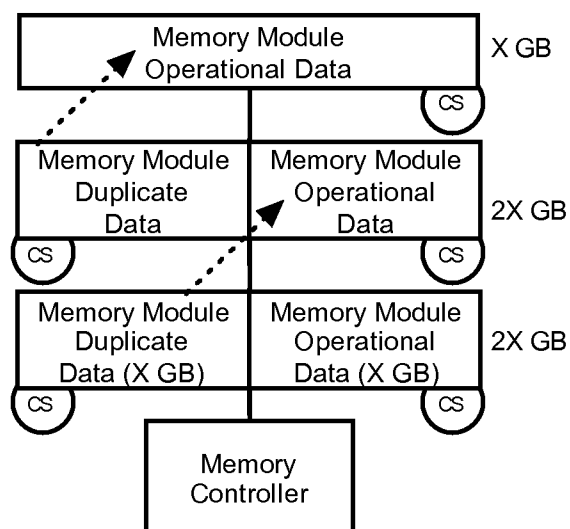 Memory Module
Operational Data
X GB
CS
Memory Module
Duplicate
Data
Memory Module
Operational
Data
2X GB
CS
CS
Memory Module
Duplicate
Data (X GB)
Memory Module
Operational
Data (X GB)
2X GB
CS
CS
Memory
Controller